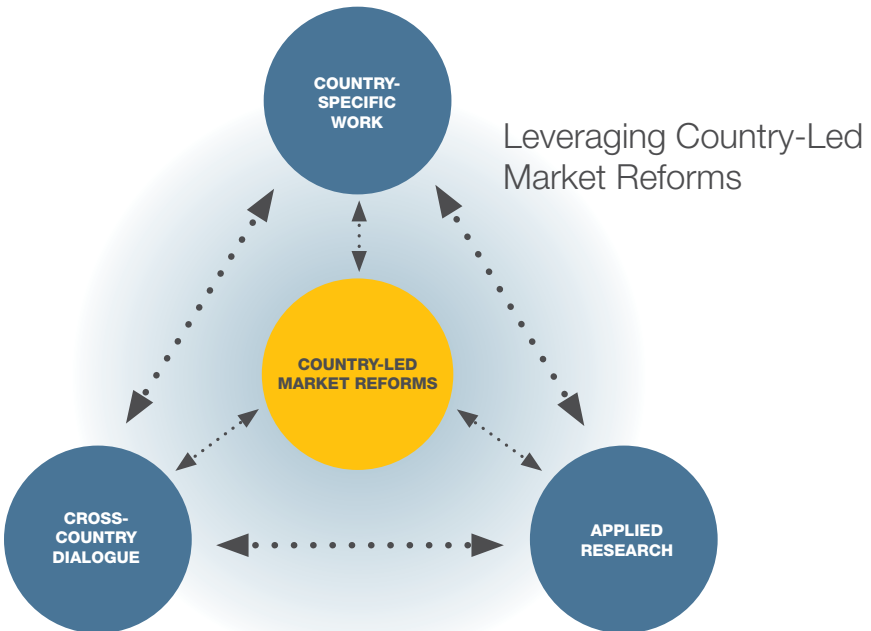 COUNTRY-
SPECIFIC
WORK
Leveraging Country-Led
Market Reforms
COUNTRY-LED
MARKET REFORMS
CROSS-
COUNTRY
DIALOGUE
APPLIED
RESEARCH